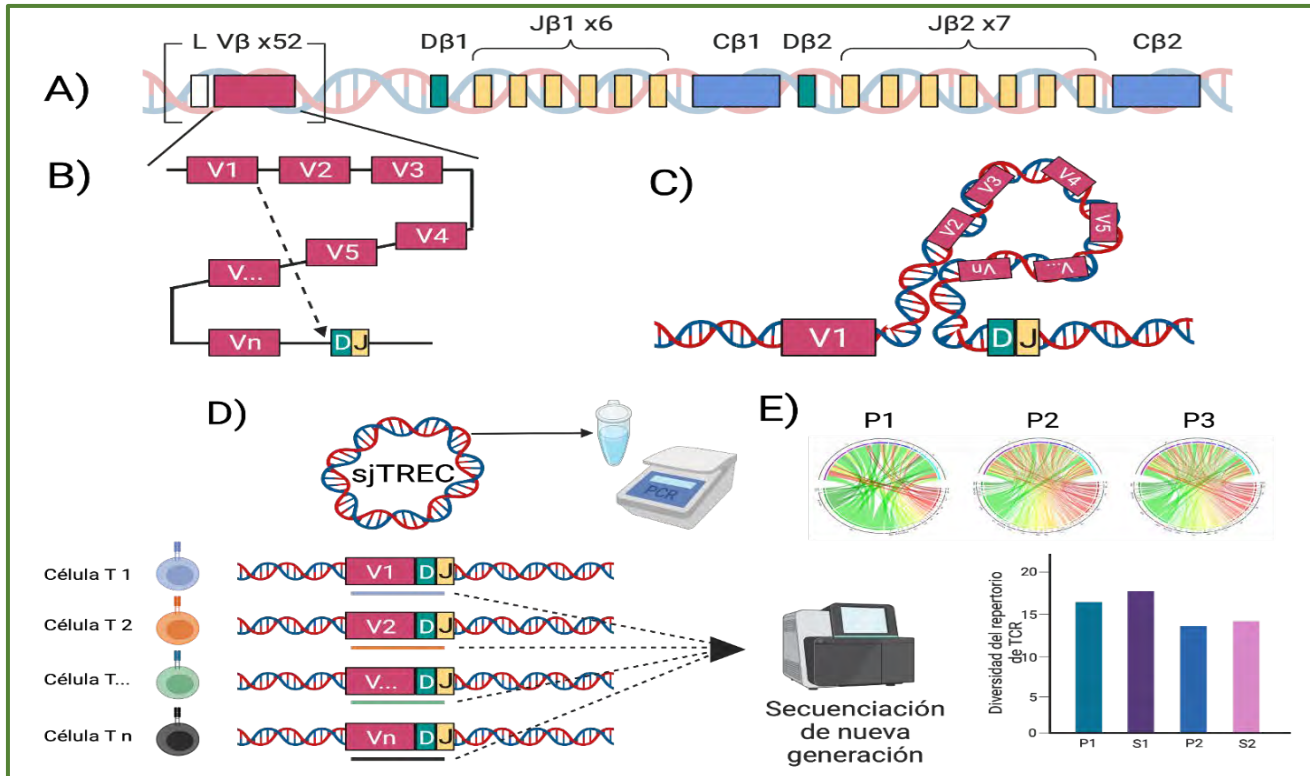 A)
L Vβ x52
Dβ1
Jβ1 x6
Cβ1
Dβ2
Jβ2 x7
Cβ2
B)
V1
V2
V3
V4
V5
V...
Vn
D
J
C)
V1
V2
V3
V4
V5
V...
Vn
D
J
D)
sjTREC
PCR
Célula T 1
V1
D
J
Célula T 2
V2
D
J
Célula T...
V...
D
J
Célula T n
Vn
D
J
E)
P1
P2
P3
Secuenciación
de nueva
generación
Diversidad del repertorio
de TCR
20
15
10
5
0
P1
S1
P2
S2